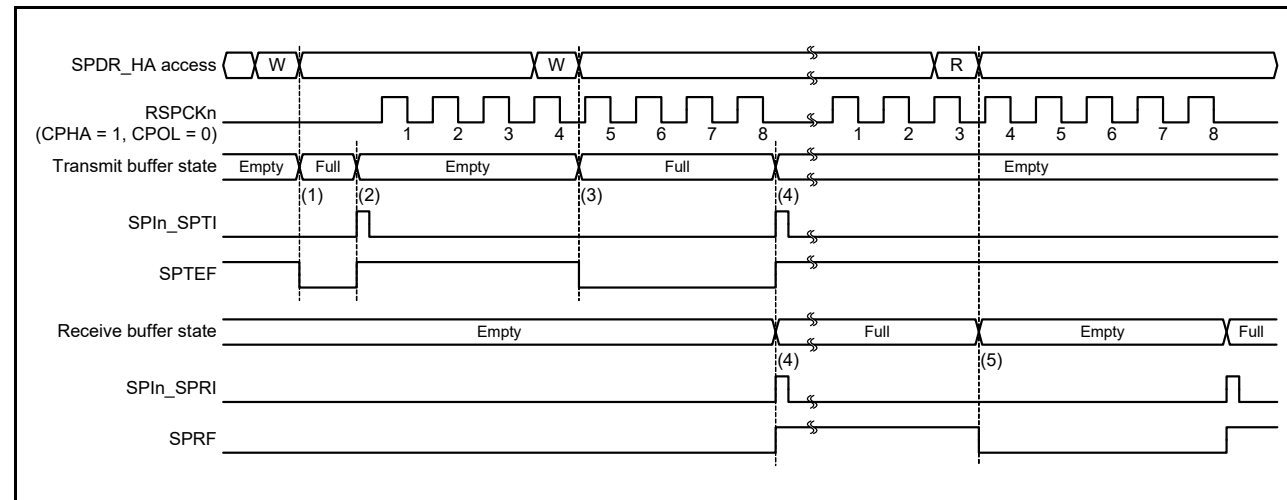 SPDR_HA access W W R
RSPCKn
(CPHA = 1, CPOL = 0) 1 2 3 4 5 6 7 8 1 2 3 4 5 6 7 8
Transmit buffer state Empty Full Empty Full Empty
(1) (2) (3) (4)
SPIn_SPTI
SPTEF
Receive buffer state Empty Full Empty Full
(4) (5)
SPIn_SPRI
SPRF